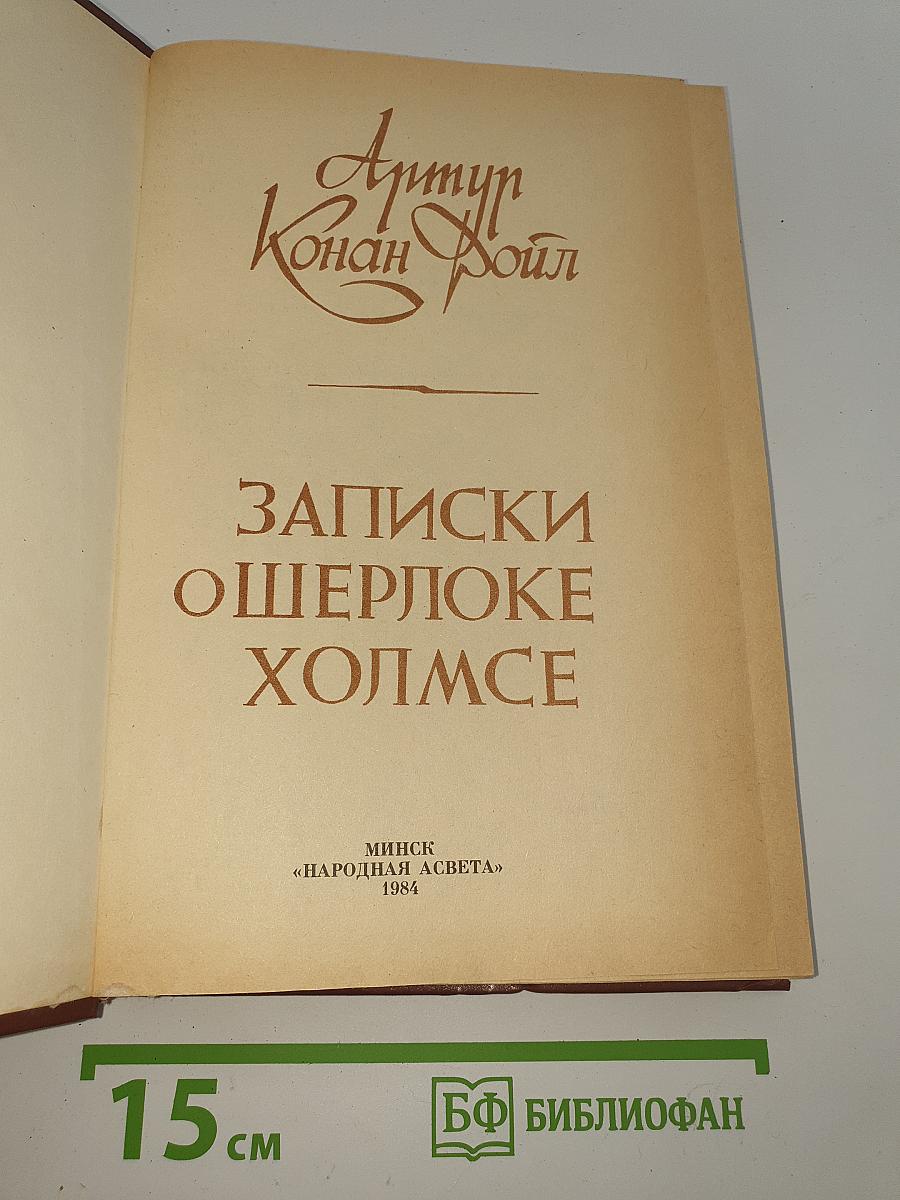 Артур
Конан Дойл
ЗАПИСКИ
О ШЕРЛОКЕ
ХОЛМСЕ
МИНСК
«НАРОДНАЯ АСВЕТА»
1984
15 см
БФ БИБЛИОФАН